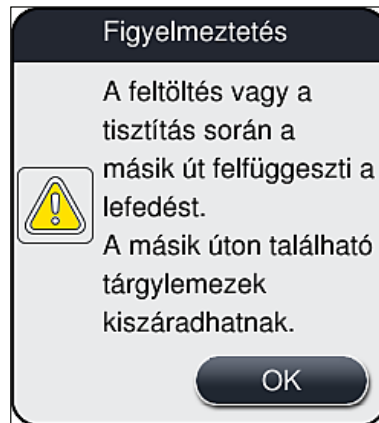 Figyelmeztetés
A feltöltés vagy a
tisztítás során a
másik út felfüggeszti a
lefedést.
A másik úton található
tárgylemezek
kiszáradhatnak.
OK